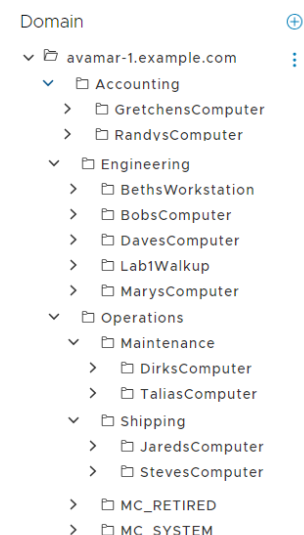 Domain
avamar-1.example.com
Accounting
GretchensComputer
RandysComputer
Engineering
BethsWorkstation
BobsComputer
DavesComputer
Lab1Walkup
MarysComputer
Operations
Maintenance
DirksComputer
TaliasComputer
Shipping
JaredsComputer
StevesComputer
MC_RETIRED
MC_SYSTEM